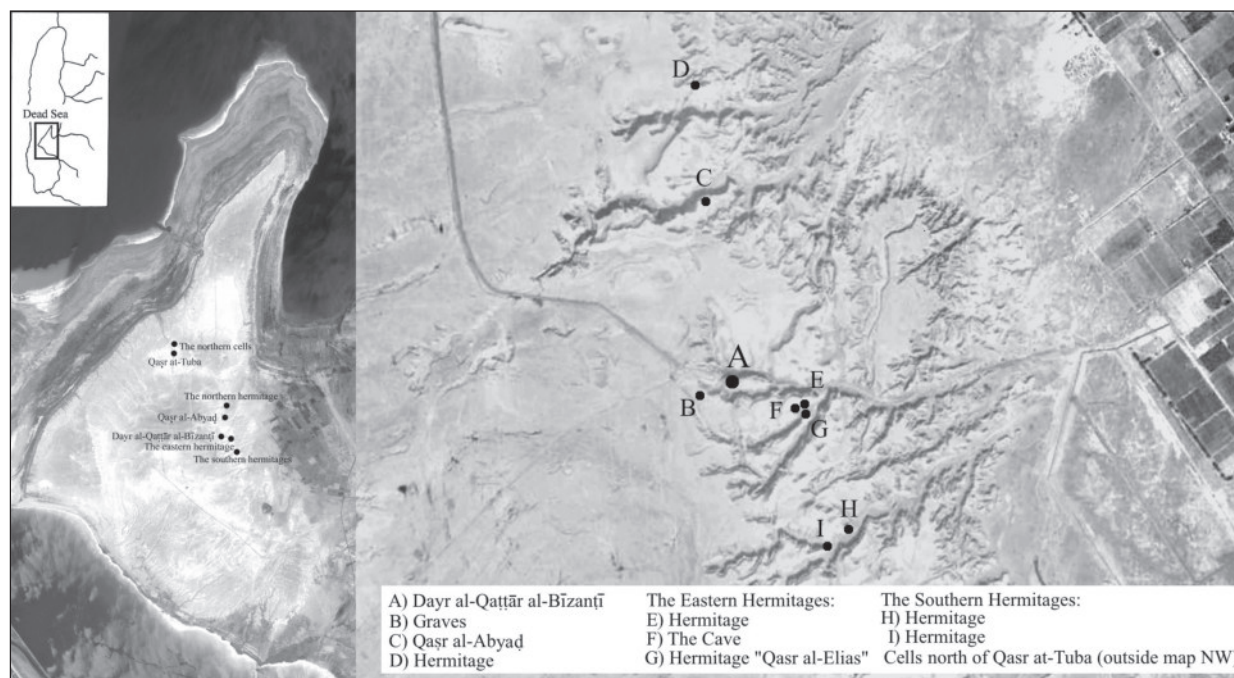 Dead Sea
The northern cells
Qaṣr at-Tuba
The northern hermitage
Qaṣr al-Abyaḍ
Dayr al-Qaṭṭār al-Bīzanṭī
The eastern hermitage
The southern hermitages
D
C
A
B
E
F
G
H
I
A) Dayr al-Qaṭṭār al-Bīzanṭī
B) Graves
C) Qaṣr al-Abyaḍ
D) Hermitage
The Eastern Hermitages:
E) Hermitage
F) The Cave
G) Hermitage "Qasr al-Elias"
The Southern Hermitages:
H) Hermitage
I) Hermitage
Cells north of Qasr at-Tuba (outside map NW)